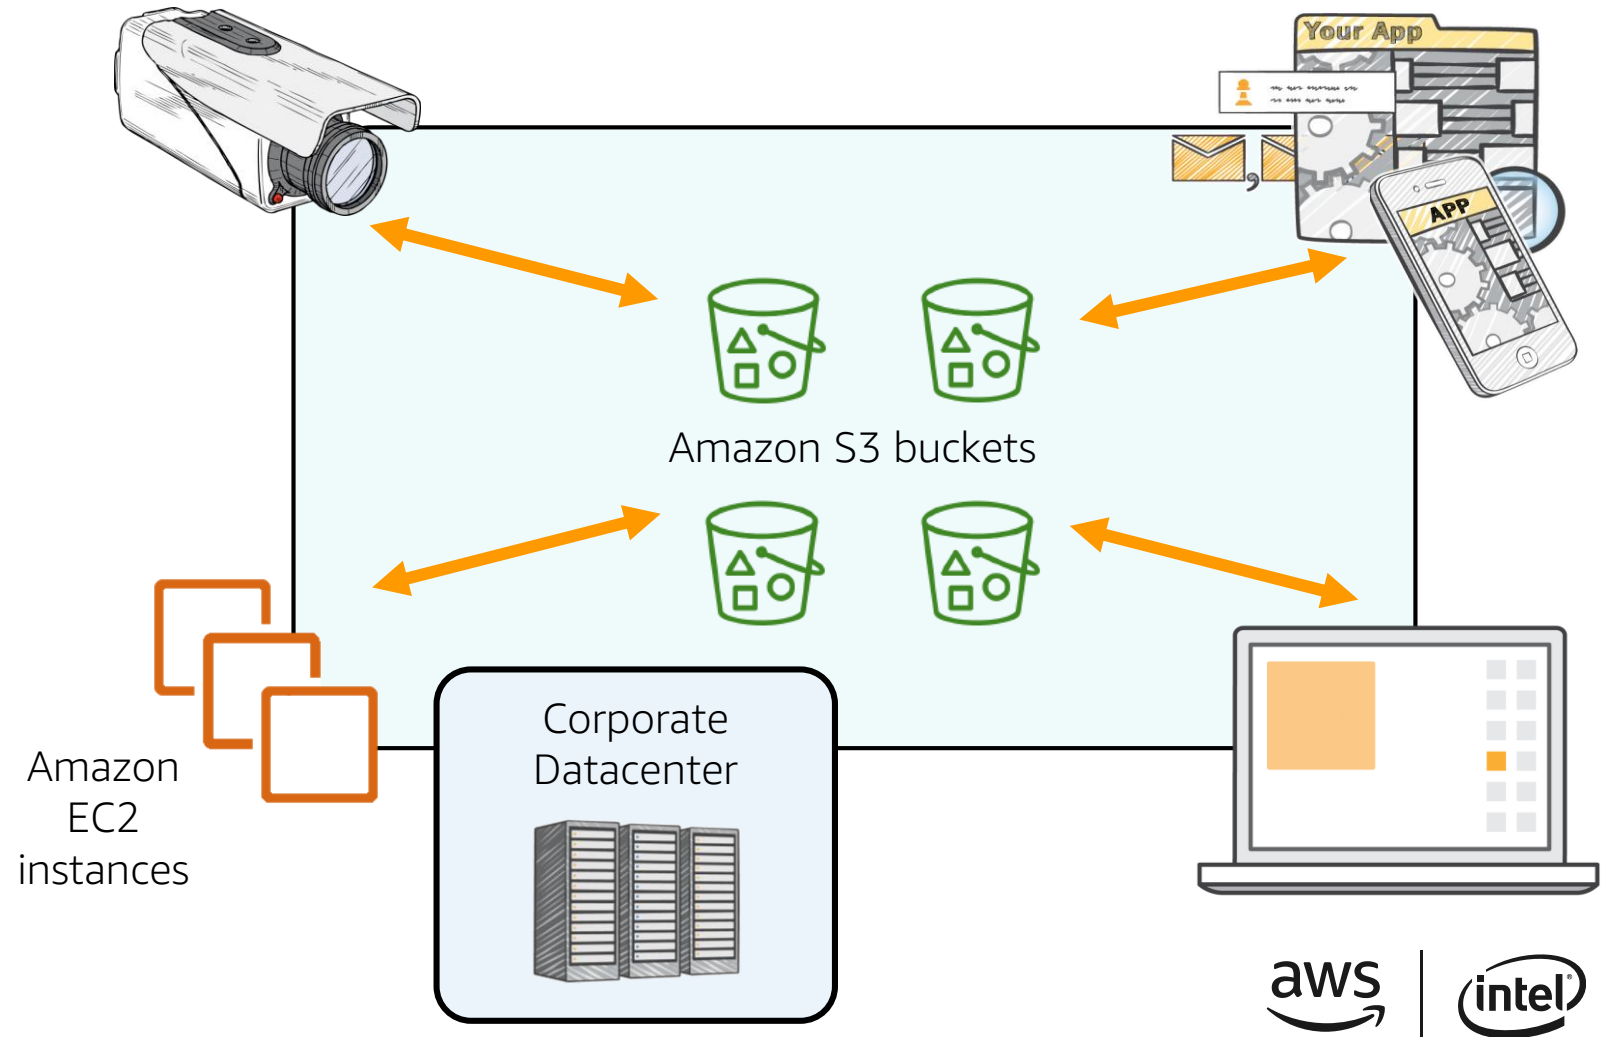 Your App
APP
Amazon S3 buckets
Corporate
Datacenter
Amazon
EC2
instances
aws
intel